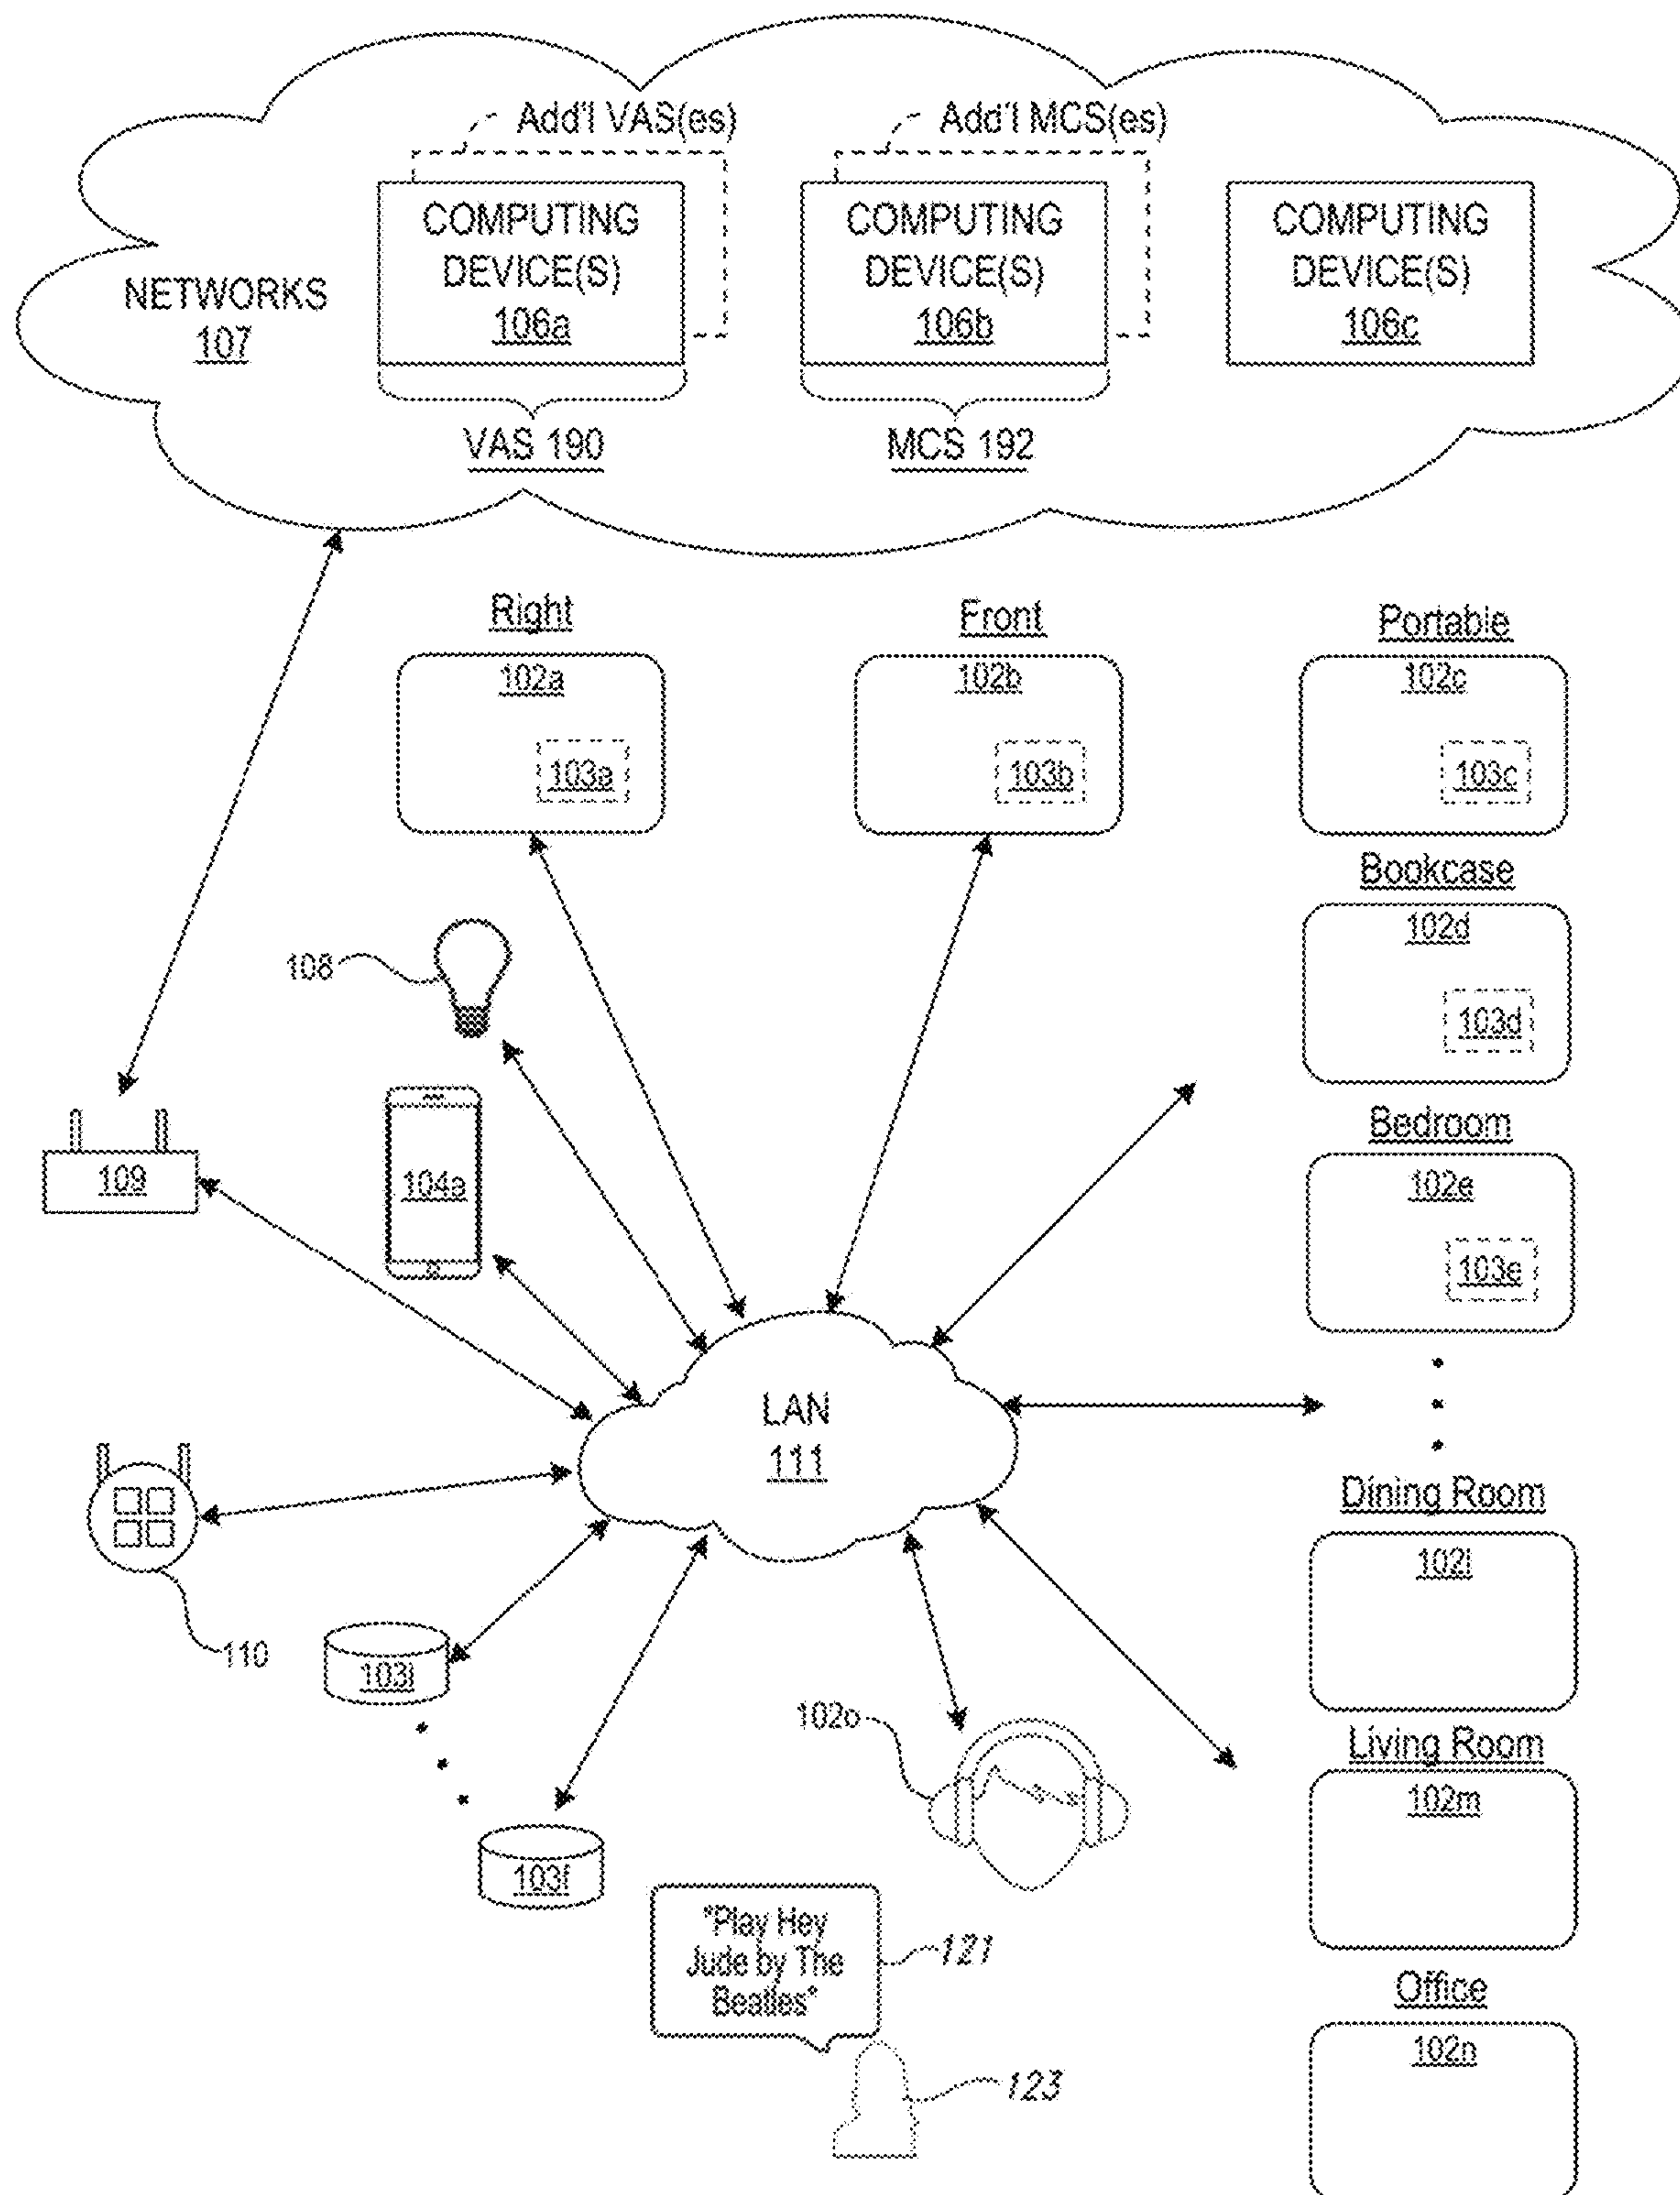 Add'l VAS(es)
Add'l MCS(es)
COMPUTING
DEVICE(S)
106a
COMPUTING
DEVICE(S)
106b
COMPUTING
DEVICE(S)
106c
NETWORKS
107
VAS 190
MCS 192
Right
102a
103a
Front
102b
103b
Portable
102c
103c
Bookcase
102d
103d
108
Bedroom
102e
103e
109
104a
LAN
111
Dining Room
102l
110
103i
102o
Living Room
102m
103f
"Play Hey
Jude by The
Beatles"
121
Office
102n
123